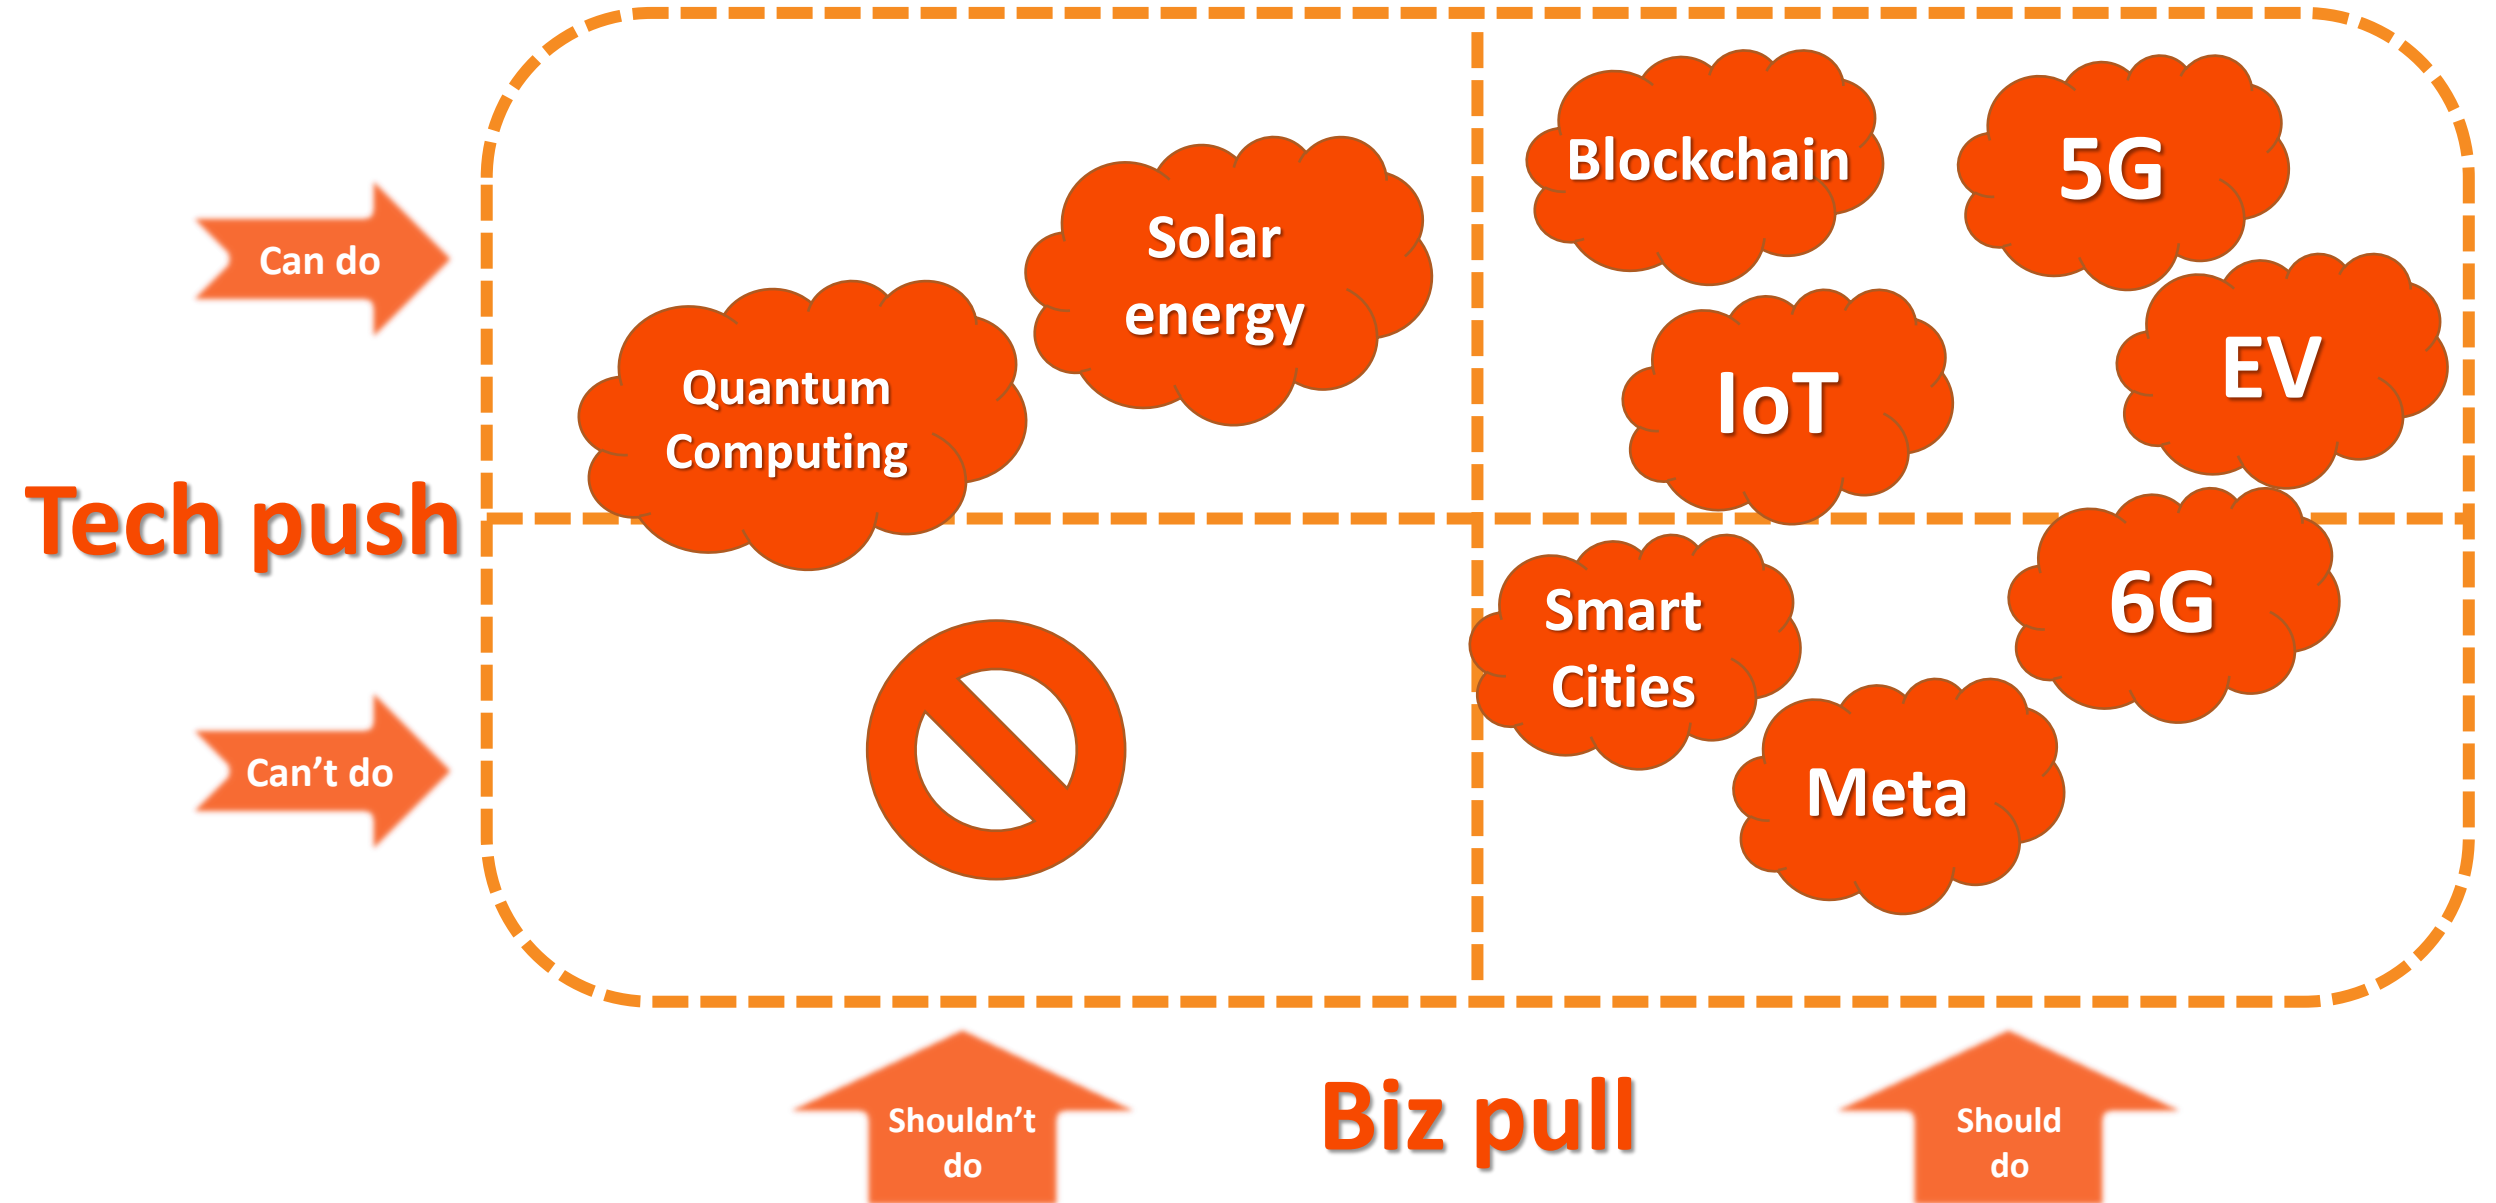 Blockchain
5G
Solar
energy
Can do
EV
Quantum
Computing
IoT
Tech push
Smart
Cities
6G
Can’t do
Meta
Shouldn’t
do
Biz pull
Should
do